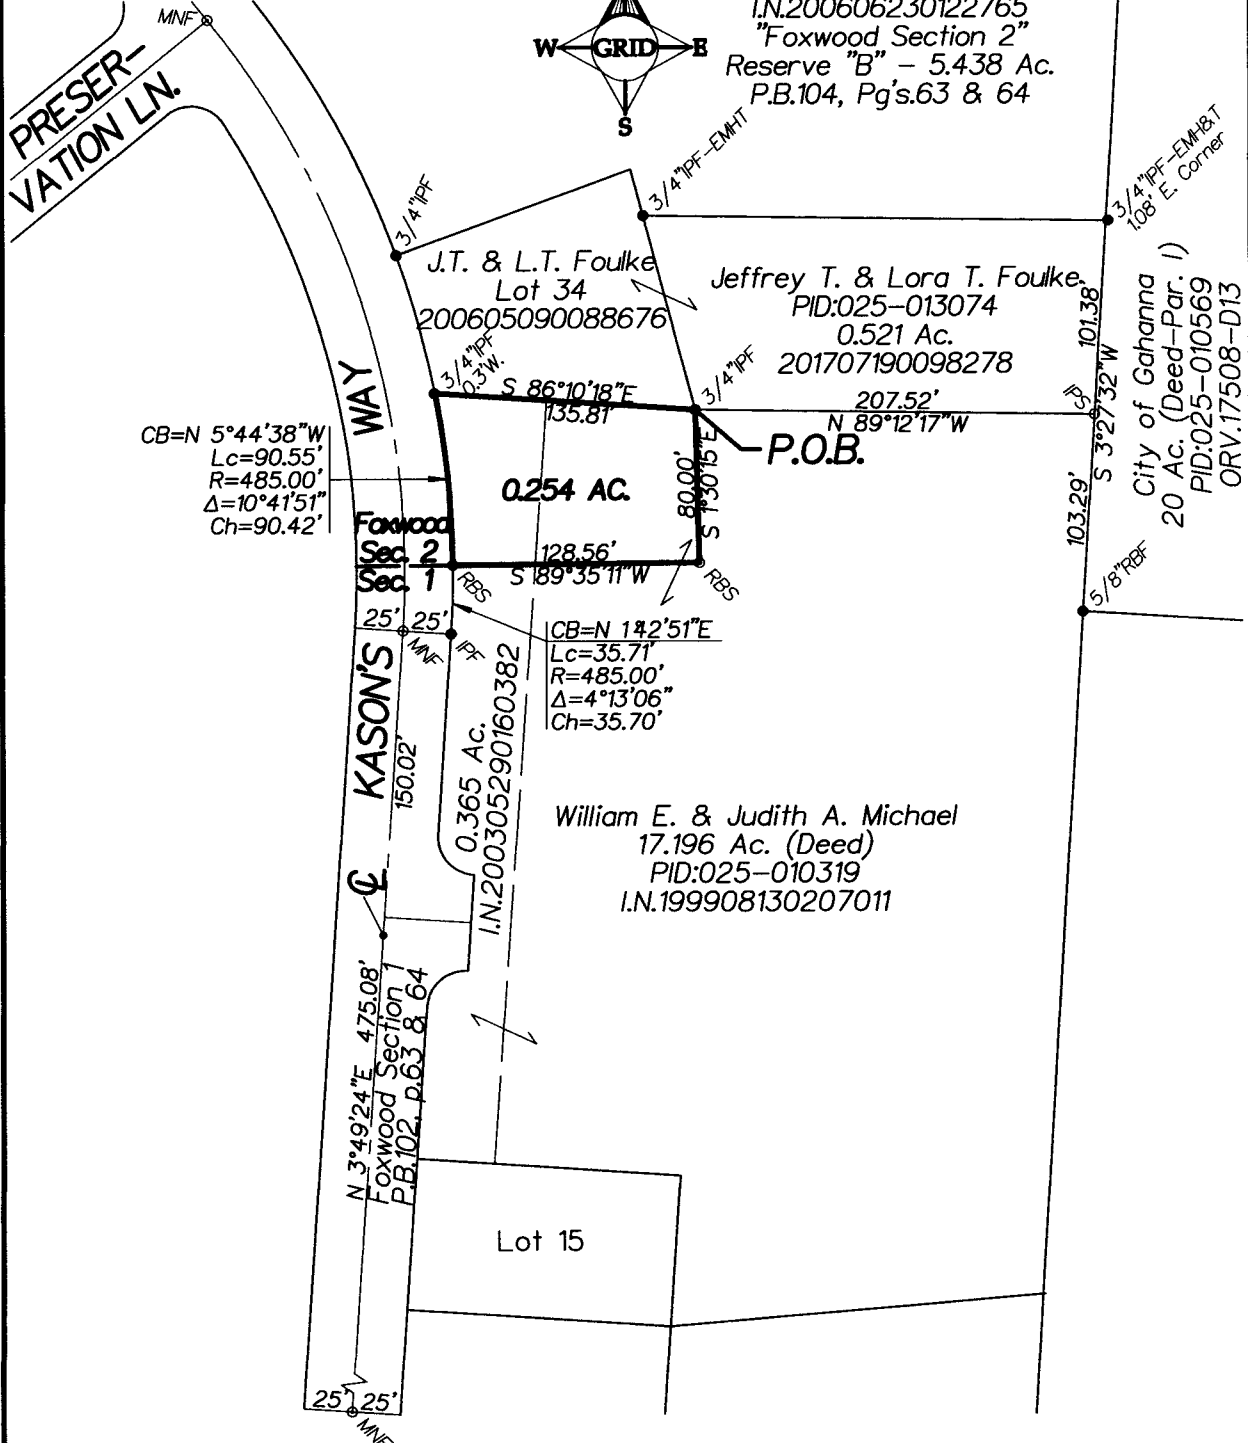 MNF
PRESER-
VATION LN.
W GRID E
S
I.N.200606230122765
"Foxwood Section 2"
Reserve "B" - 5.438 Ac.
P.B.104, Pg's.63 & 64
3/4"IPF
3/4"IPF-EMHT
3/4"IPF-EMH&T
1.08' E. Corner
J.T. & L.T. Foulke
Lot 34
200605090088676
Jeffrey T. & Lora T. Foulke
PID:025-013074
0.521 Ac.
201707190098278
101.38'
City of Gahanna
20 Ac. (Deed-Par. 1)
PID:025-010569
ORV.17508-D13
3/4"IPF
0.3'W.
S 86°10'18"E
135.81'
3/4"IPF
207.52'
N 89°12'17"W
IPS
S 3°27'32"W
103.29'
P.O.B.
WAY
CB=N 5°44'38"W
Lc=90.55'
R=485.00'
Δ=10°41'51"
Ch=90.42'
0.254 AC.
80.00'
S 1°30'15"E
Foxwood
Sec. 2
Sec. 1
128.56'
S 89°35'11"W
RBS
RBS
5/8"RBF
25' 25'
MNF
IPF
CB=N 1°42'51"E
Lc=35.71'
R=485.00'
Δ=4°13'06"
Ch=35.70'
KASON'S
150.02'
0.365 Ac.
I.N.200305290160382
William E. & Judith A. Michael
17.196 Ac. (Deed)
PID:025-010319
I.N.199908130207011
℄
N 3°49'24"E 475.08'
Foxwood Section 1
P.B.102, p.63 & 64
Lot 15
25' 25'
MNF